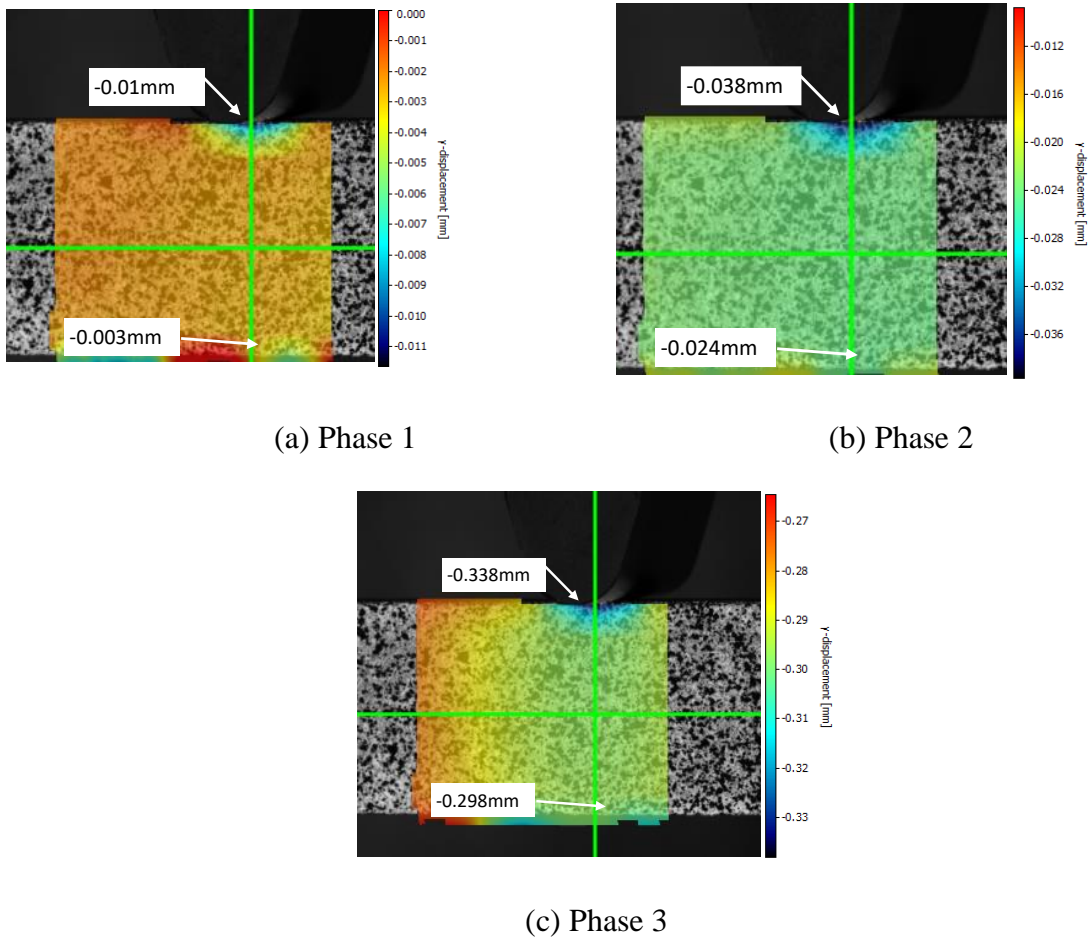 0.000
-0.001
-0.002
-0.003
-0.004
-0.005
-0.006
-0.007
-0.008
-0.009
-0.010
-0.011
Y-displacement [mm]
-0.01mm
-0.003mm
(a) Phase 1
-0.012
-0.016
-0.020
-0.024
-0.028
-0.032
-0.036
Y-displacement [mm]
-0.038mm
-0.024mm
(b) Phase 2
-0.27
-0.28
-0.29
-0.30
-0.31
-0.32
-0.33
Y-displacement [mm]
-0.338mm
-0.298mm
(c) Phase 3